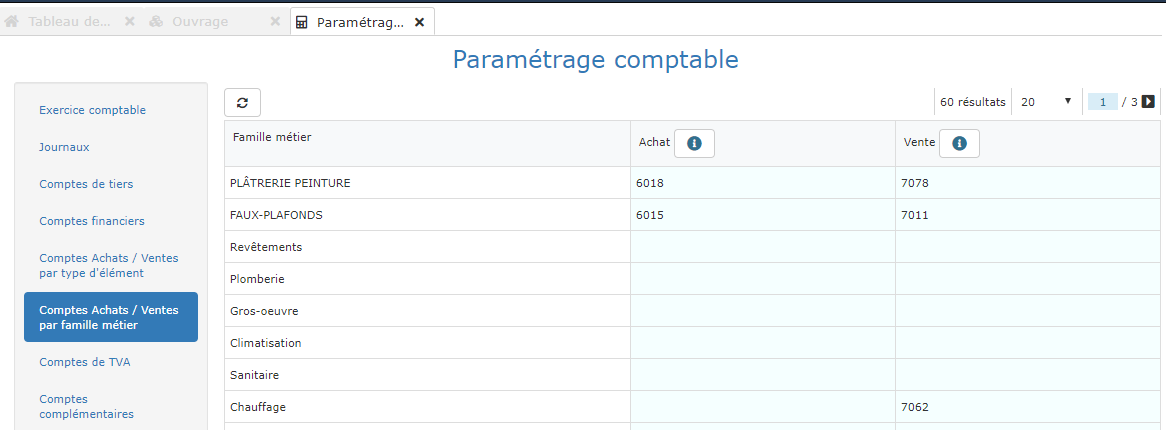 Tableau de... Ouvrage Paramétrag...
Paramétrage comptable
Exercice comptable
Journaux
Comptes de tiers
Comptes financiers
Comptes Achats / Ventes
par type d'élément
Comptes Achats / Ventes
par famille métier
Comptes de TVA
Comptes
complémentaires
60 résultats 20 1 / 3
Famille métier Achat Vente
PLÂTRERIE PEINTURE 6018 7078
FAUX-PLAFONDS 6015 7011
Revêtements
Plomberie
Gros-oeuvre
Climatisation
Sanitaire
Chauffage 7062